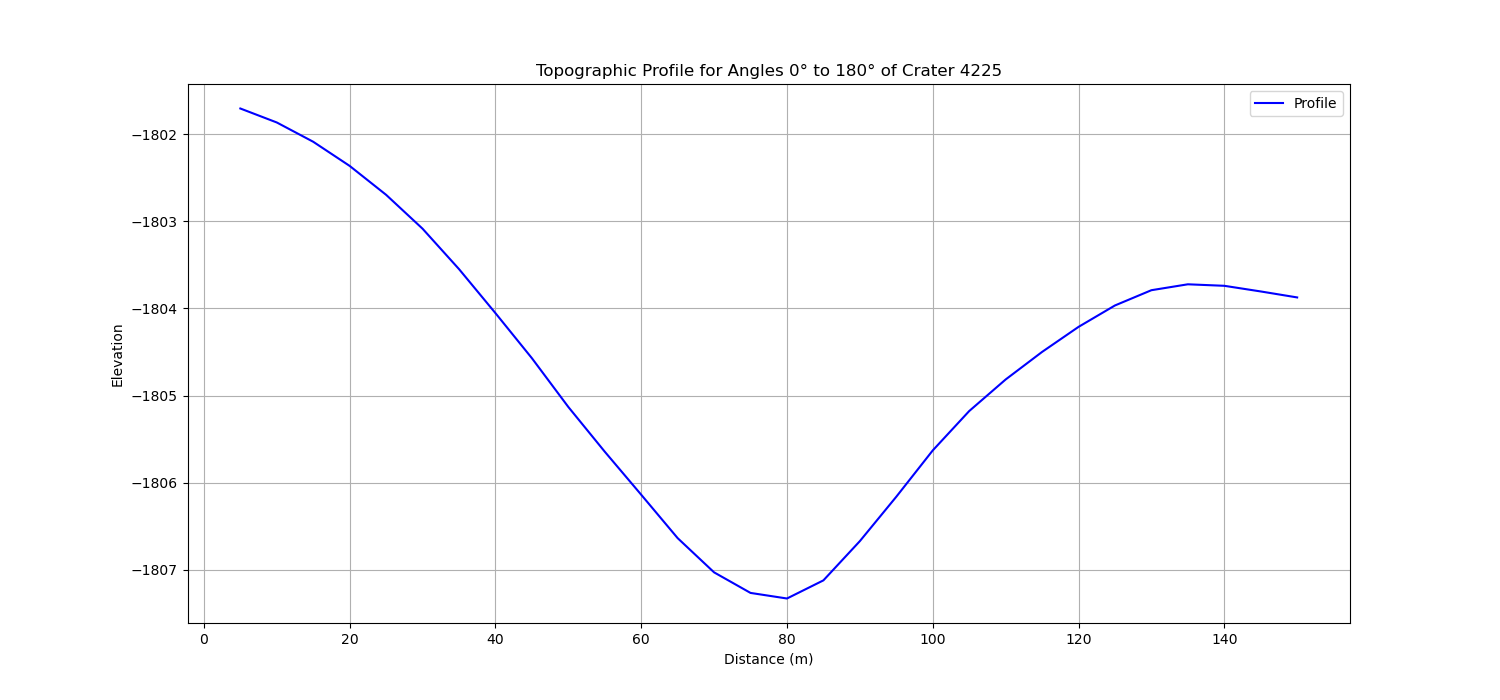 Topographic Profile for Angles 0° to 180° of Crater 4225
Profile
−1802
−1803
−1804
−1805
−1806
−1807
Elevation
0 20 40 60 80 100 120 140
Distance (m)